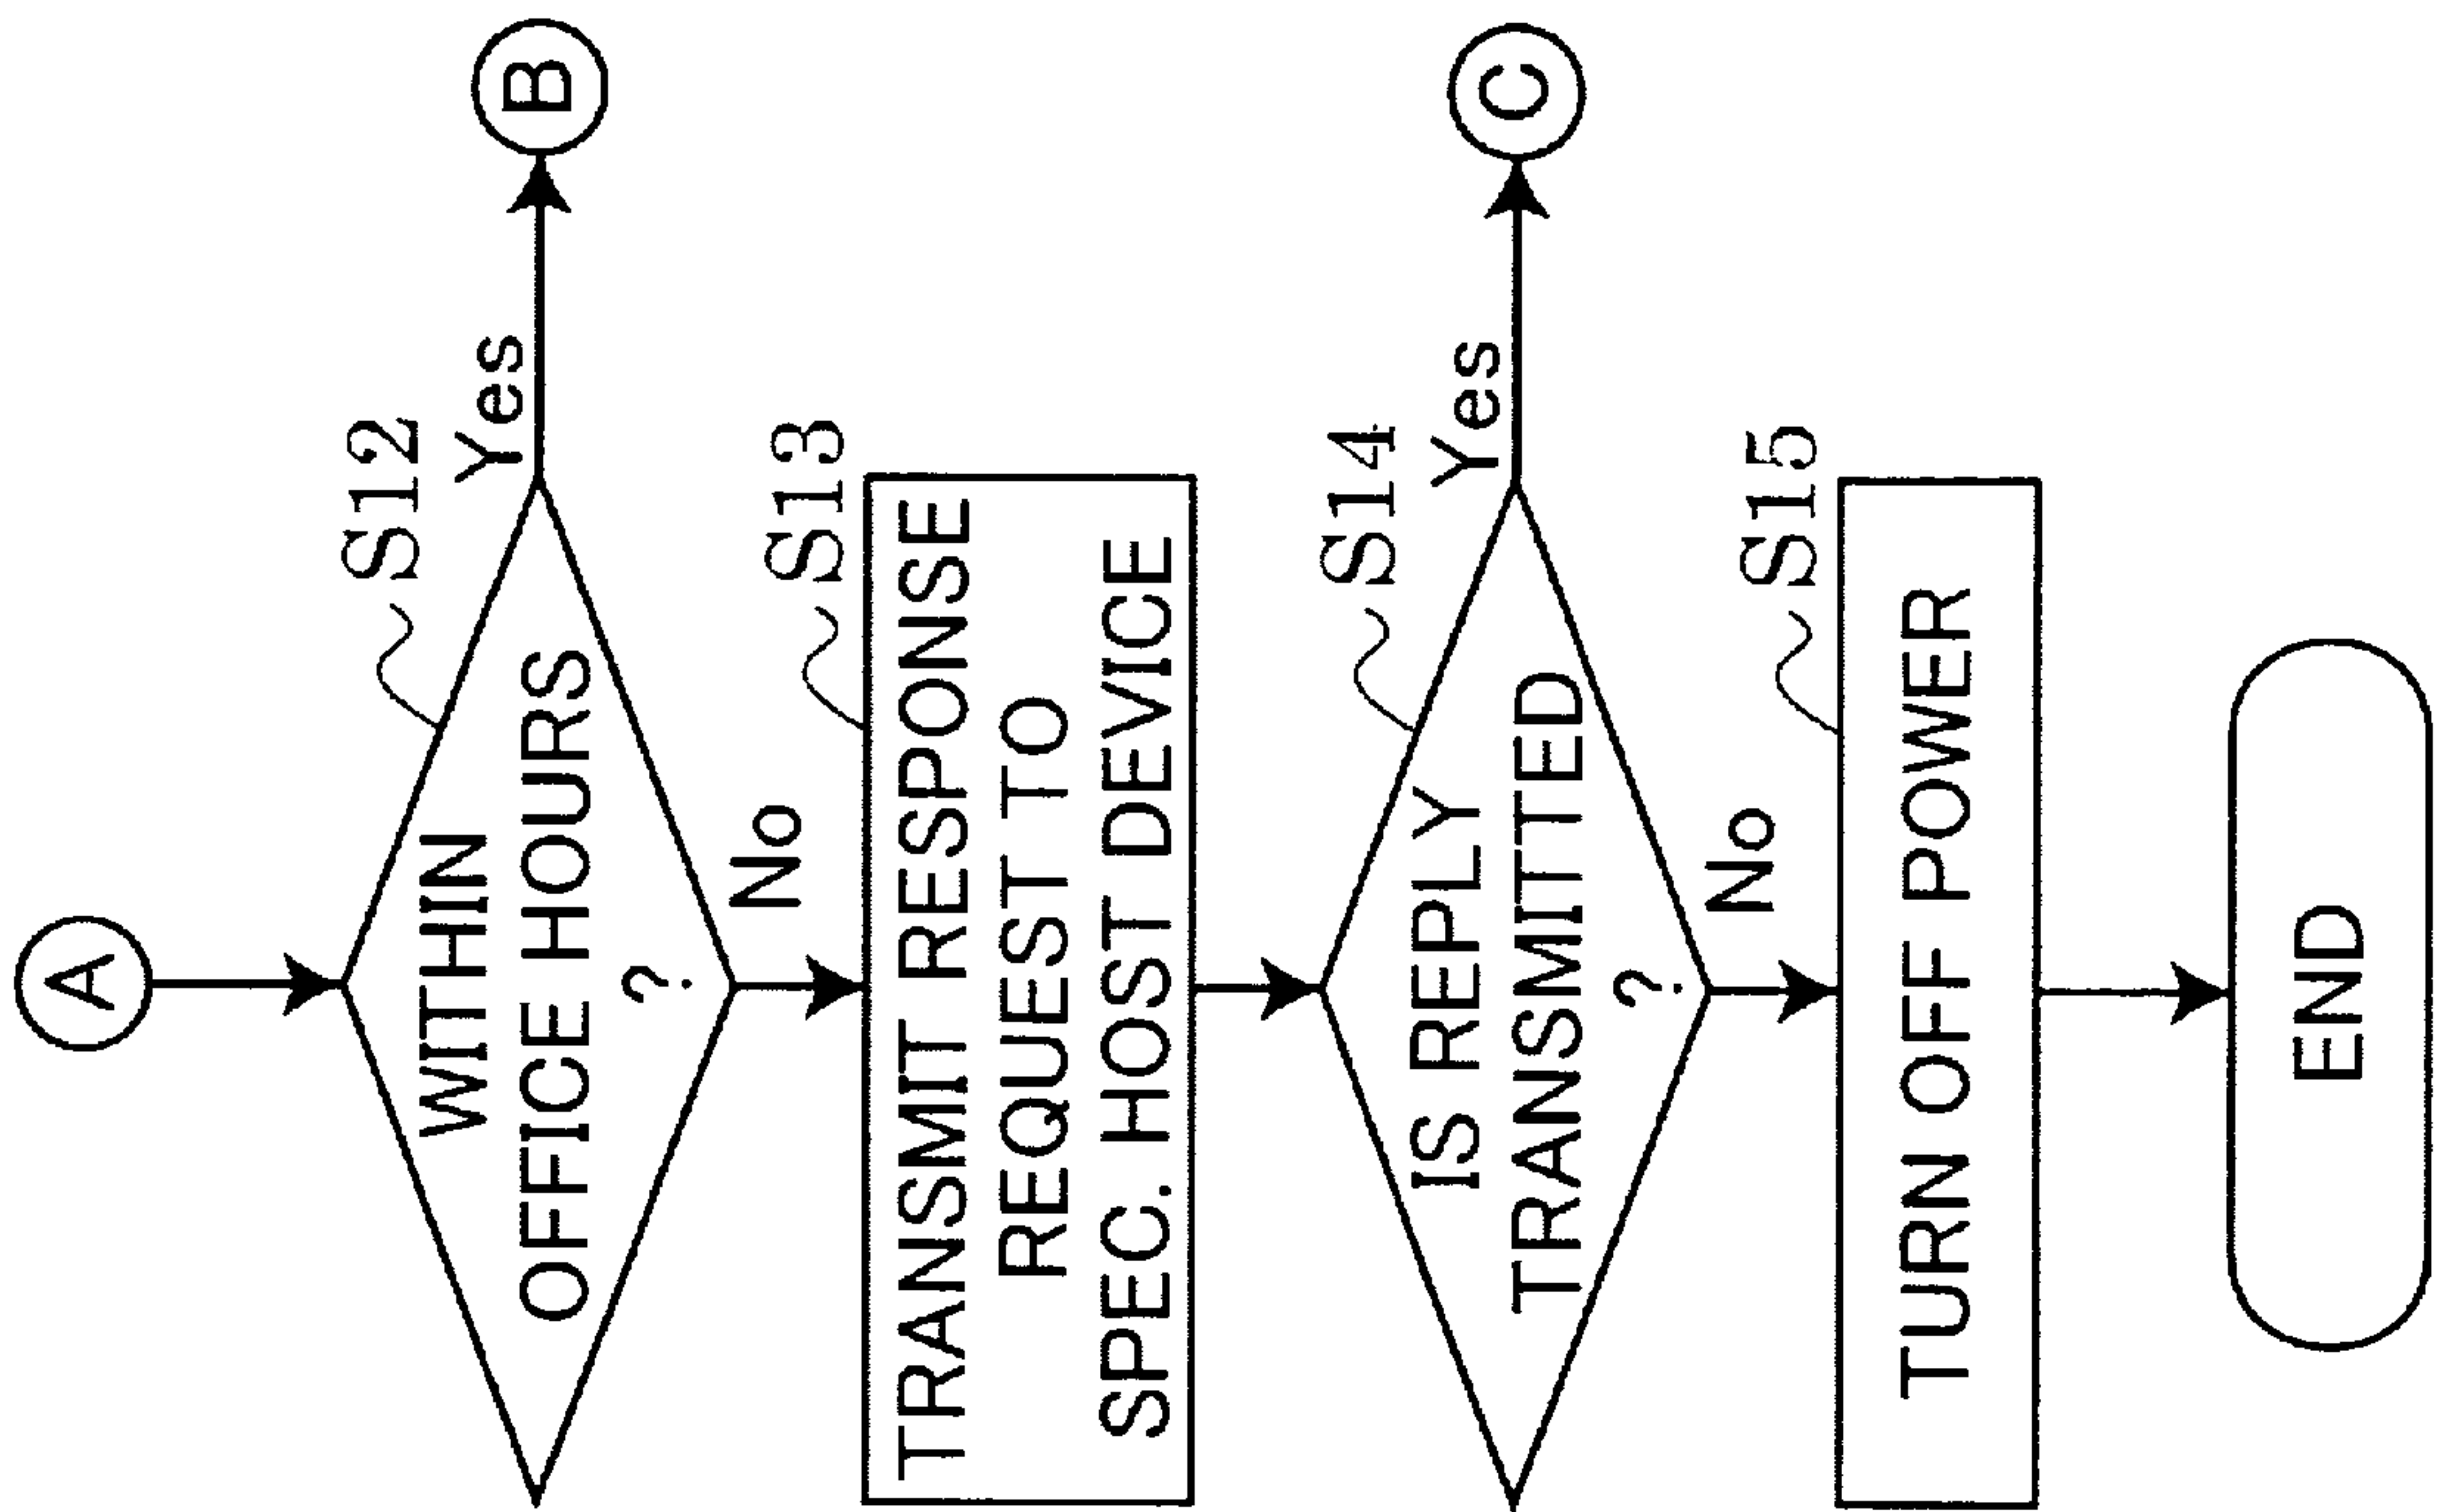 A
S12
WITHIN
OFFICE HOURS
?
Yes
B
No
S13
TRANSMIT RESPONSE
REQUEST TO
SPEC. HOST DEVICE
S14
IS REPLY
TRANSMITTED
?
Yes
C
No
S15
TURN OFF POWER
END